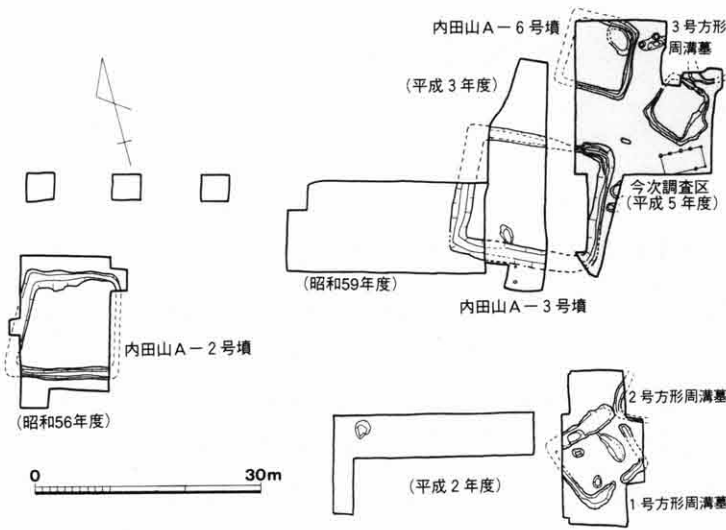 内田山A－6号墳
3号方形
周溝墓
(平成3年度)
今次調査区
(平成5年度)
(昭和59年度)
内田山A－3号墳
内田山A－2号墳
(昭和56年度)
2号方形周溝墓
(平成2年度)
1号方形周溝墓
0 30m